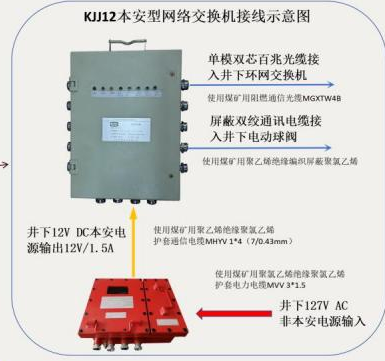 KJJ12本安型网络交换机接线示意图
单模双芯百兆光缆接
入井下环网交换机
使用煤矿用阻燃通信光缆MGXTW4B
屏蔽双绞通讯电缆接
入井下电动球阀
使用煤矿用聚乙烯绝缘编织屏蔽聚氯乙烯
井下12V DC本安电
源输出12V/1.5A
使用煤矿用聚乙烯绝缘聚氯乙烯
护套通信电缆MHYV 1*4（7/0.43mm）
使用煤矿用聚氯乙烯绝缘聚氯乙烯
护套电力电缆MVV 3*1.5
井下127V AC
非本安电源输入